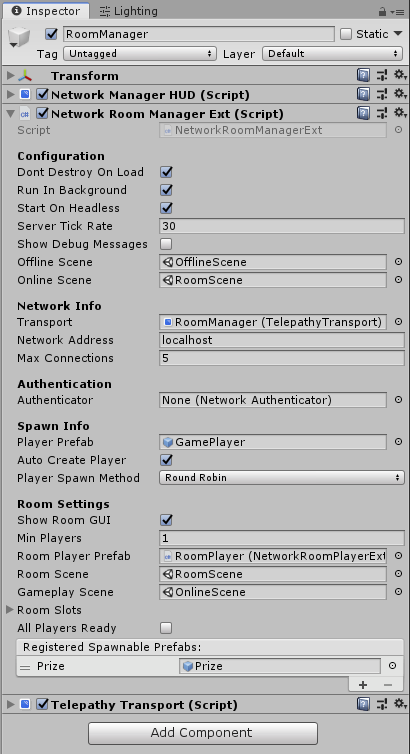 Inspector Lighting
RoomManager Static
Tag Untagged Layer Default
Transform
Network Manager HUD (Script)
Network Room Manager Ext (Script)
Script NetworkRoomManagerExt
Configuration
Dont Destroy On Load
Run In Background
Start On Headless
Server Tick Rate 30
Show Debug Messages
Offline Scene OfflineScene
Online Scene RoomScene
Network Info
Transport RoomManager (TelepathyTransport)
Network Address localhost
Max Connections 5
Authentication
Authenticator None (Network Authenticator)
Spawn Info
Player Prefab GamePlayer
Auto Create Player
Player Spawn Method Round Robin
Room Settings
Show Room GUI
Min Players 1
Room Player Prefab RoomPlayer (NetworkRoomPlayerExt
Room Scene RoomScene
Gameplay Scene OnlineScene
Room Slots
All Players Ready
Registered Spawnable Prefabs:
Prize Prize
+ −
Telepathy Transport (Script)
Add Component